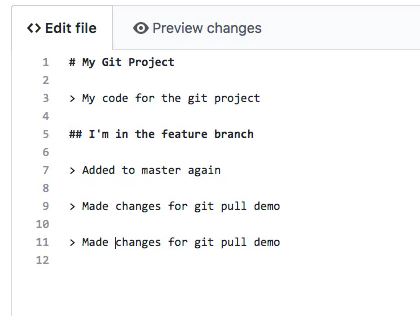 <> Edit file Preview changes
1 # My Git Project
2
3 > My code for the git project
4
5 ## I'm in the feature branch
6
7 > Added to master again
8
9 > Made changes for git pull demo
10
11 > Made changes for git pull demo
12